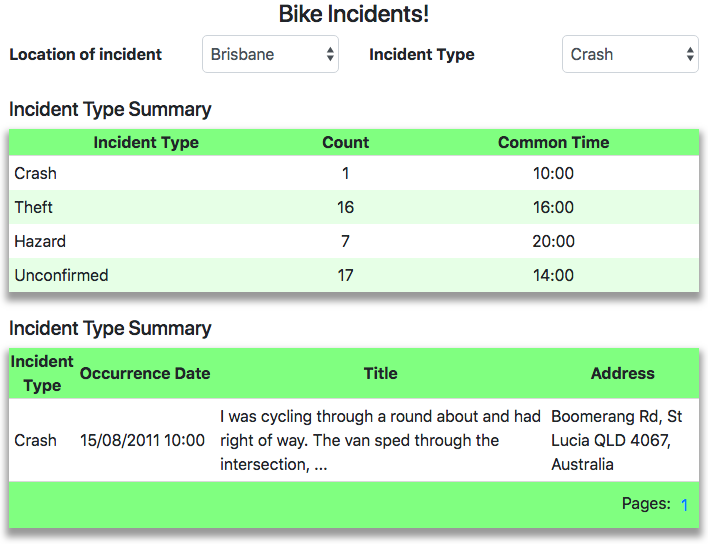 Bike Incidents!
Location of incident Brisbane Incident Type Crash
Incident Type Summary
Incident Type Count Common Time
Crash 1 10:00
Theft 16 16:00
Hazard 7 20:00
Unconfirmed 17 14:00
Incident Type Summary
Incident Type Occurrence Date Title Address
Crash 15/08/2011 10:00 I was cycling through a round about and had right of way. The van sped through the intersection, ... Boomerang Rd, St Lucia QLD 4067, Australia
Pages: 1